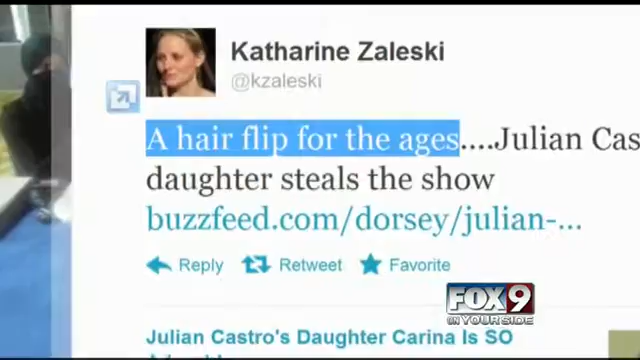 Katharine Zaleski
@kzaleski
A hair flip for the ages....Julian Cas
daughter steals the show
buzzfeed.com/dorsey/julian-...
Reply Retweet Favorite
FOX 9
ON YOUR SIDE
Julian Castro's Daughter Carina Is SO